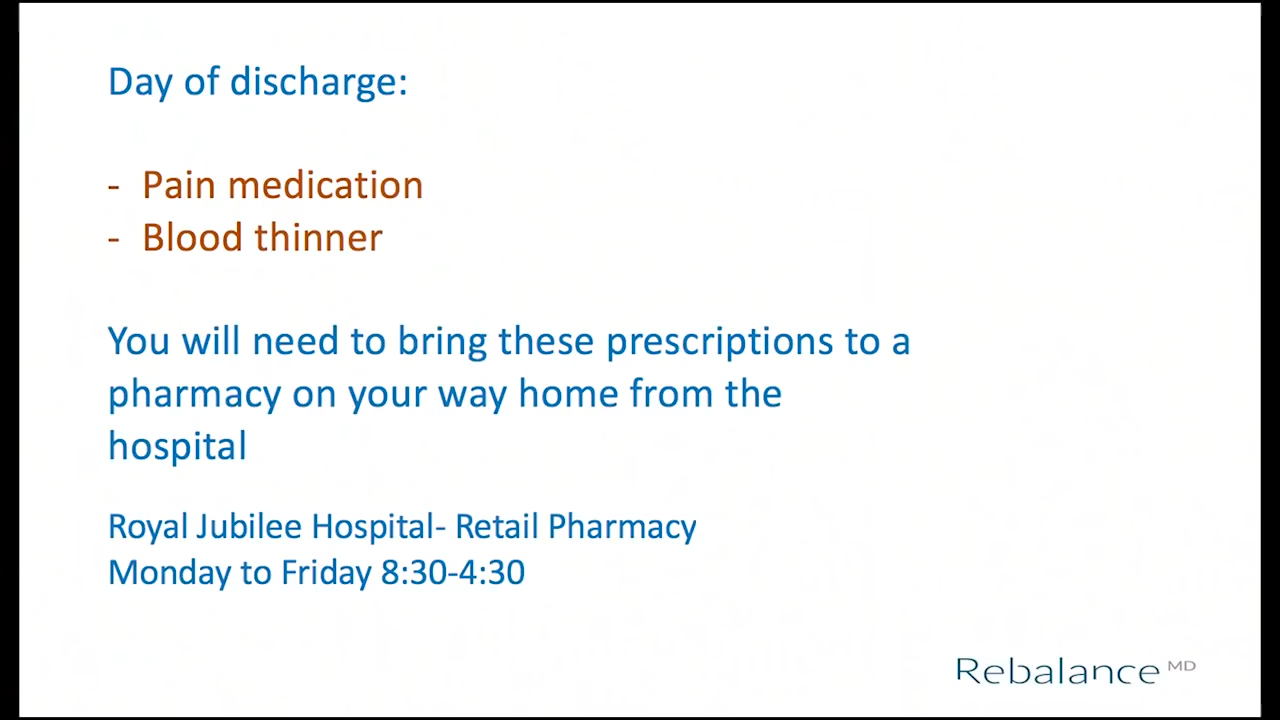 Day of discharge:
- Pain medication
- Blood thinner
You will need to bring these prescriptions to a
pharmacy on your way home from the
hospital
Royal Jubilee Hospital- Retail Pharmacy
Monday to Friday 8:30-4:30
Rebalance MD